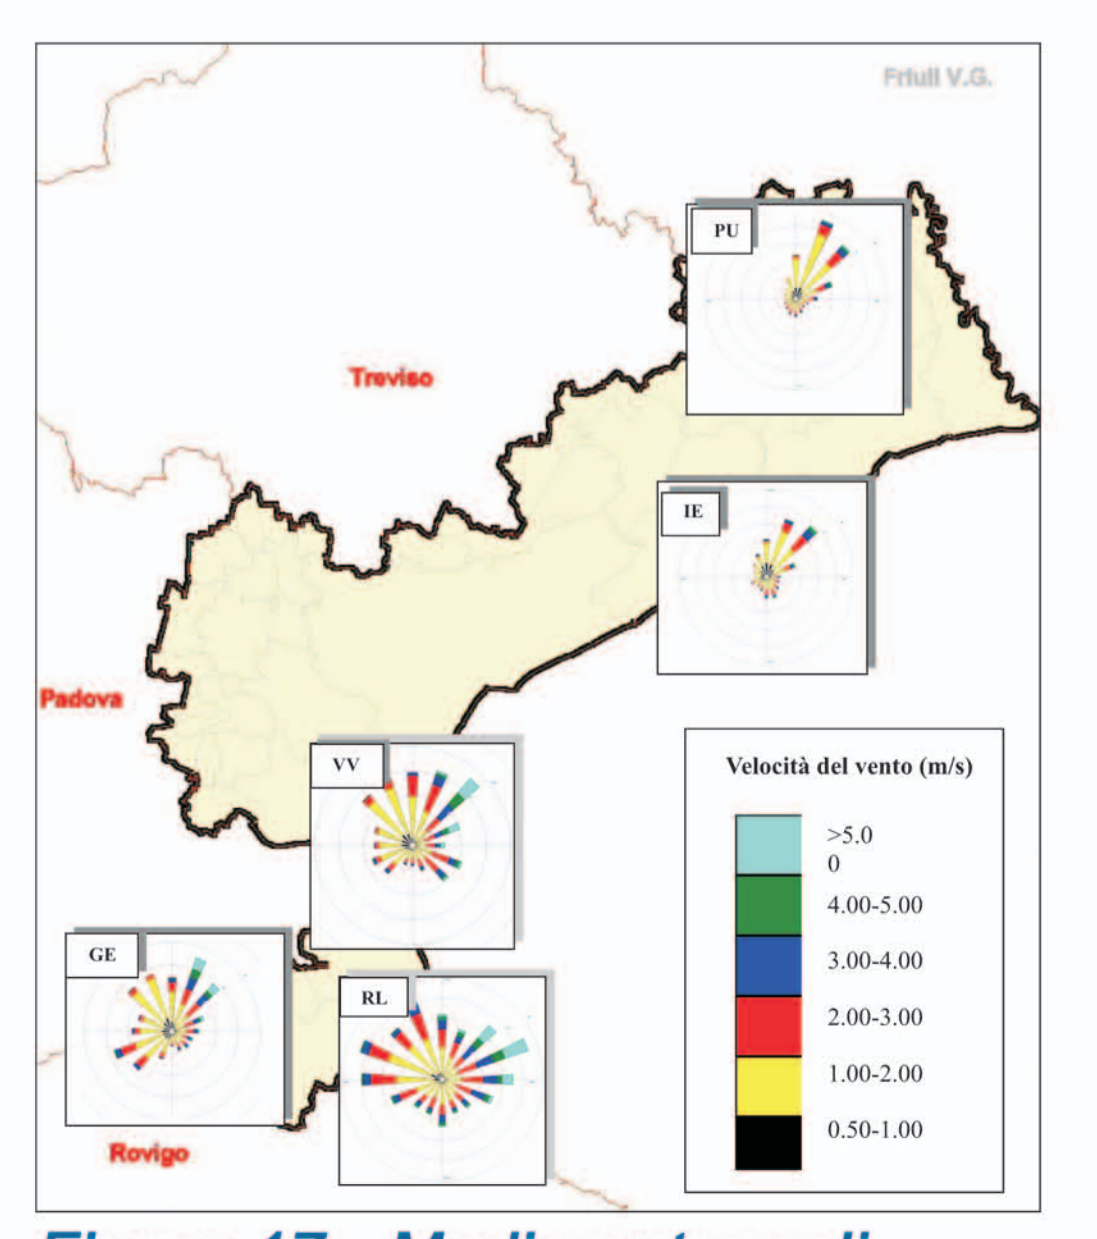 Friuli V.G.
PU
Treviso
IE
Padova
VV
Velocità del vento (m/s)
>5.0
0
4.00-5.00
3.00-4.00
2.00-3.00
1.00-2.00
0.50-1.00
GE
RL
Rovigo